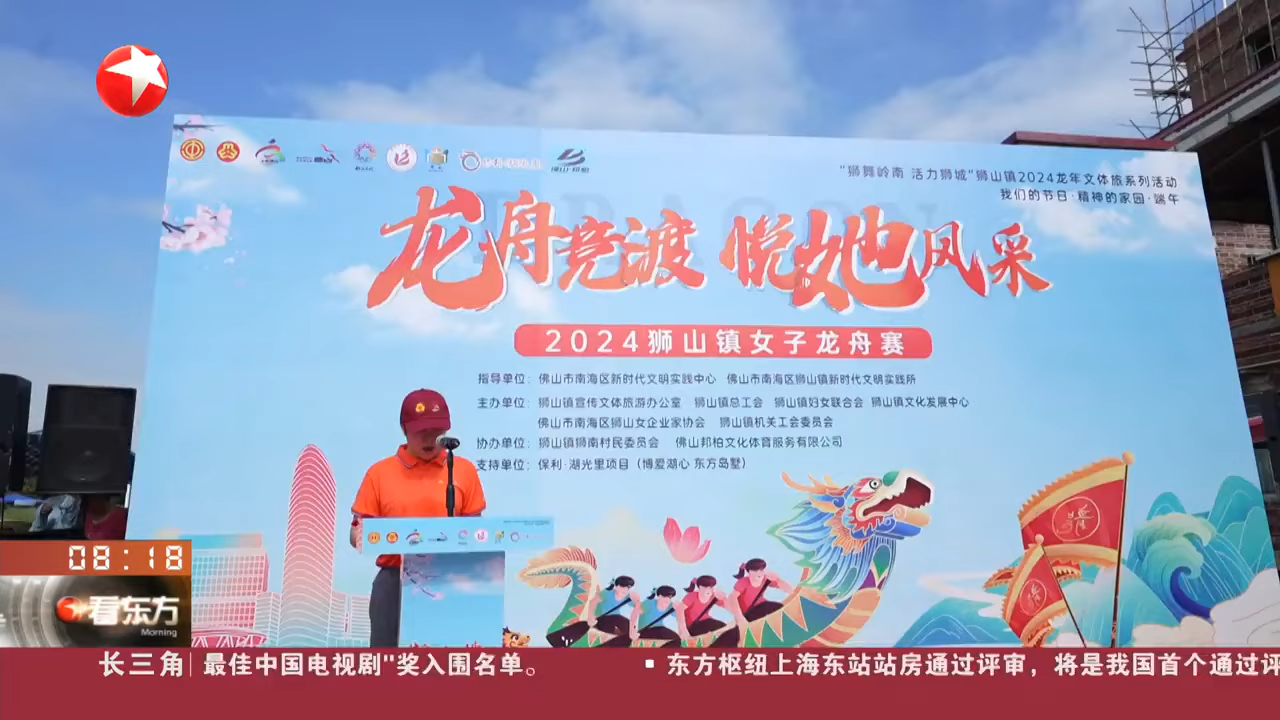 “狮舞岭南 活力狮城”狮山镇2024龙年文体旅系列活动
我们的节日·精神的家园·端午
DRAGON
龙舟竞渡 悦她风采
2024狮山镇女子龙舟赛
指导单位：佛山市南海区新时代文明实践中心 佛山市南海区狮山镇新时代文明实践所
主办单位：狮山镇宣传文体旅游办公室 狮山镇总工会 狮山镇妇女联合会 狮山镇文化发展中心
佛山市南海区狮山女企业家协会 狮山镇机关工会委员会
协办单位：狮山镇狮南村民委员会 佛山邦柏文化体育服务有限公司
支持单位：保利·湖光里项目（博爱湖心 东方岛墅）
08:18
看东方
Morning
长三角 最佳中国电视剧"奖入围名单。 ▪ 东方枢纽上海东站站房通过评审，将是我国首个通过评